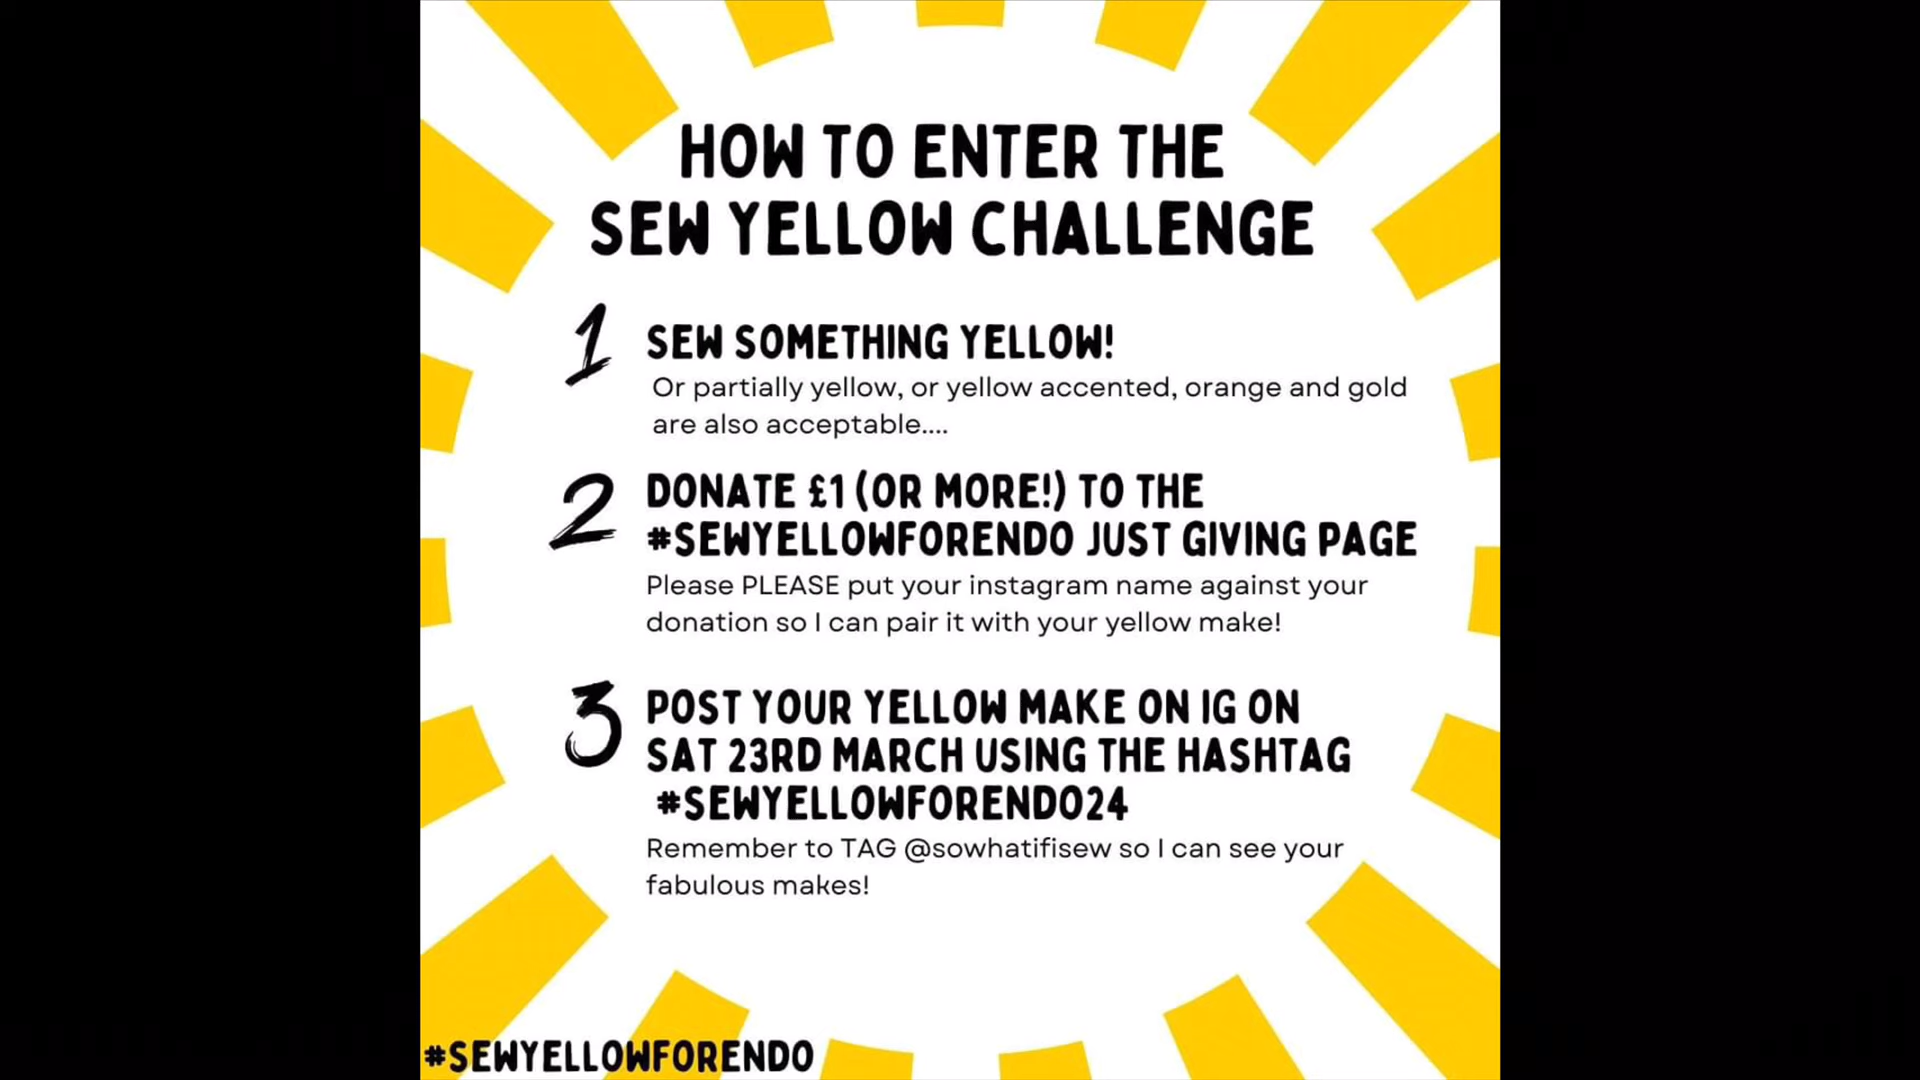 HOW TO ENTER THE
SEW YELLOW CHALLENGE
1 SEW SOMETHING YELLOW!
Or partially yellow, or yellow accented, orange and gold
are also acceptable....
2 DONATE £1 (OR MORE!) TO THE
#SEWYELLOWFORENDO JUST GIVING PAGE
Please PLEASE put your instagram name against your
donation so I can pair it with your yellow make!
3 POST YOUR YELLOW MAKE ON IG ON
SAT 23RD MARCH USING THE HASHTAG
#SEWYELLOWFORENDO24
Remember to TAG @sowhatifisew so I can see your
fabulous makes!
#SEWYELLOWFORENDO